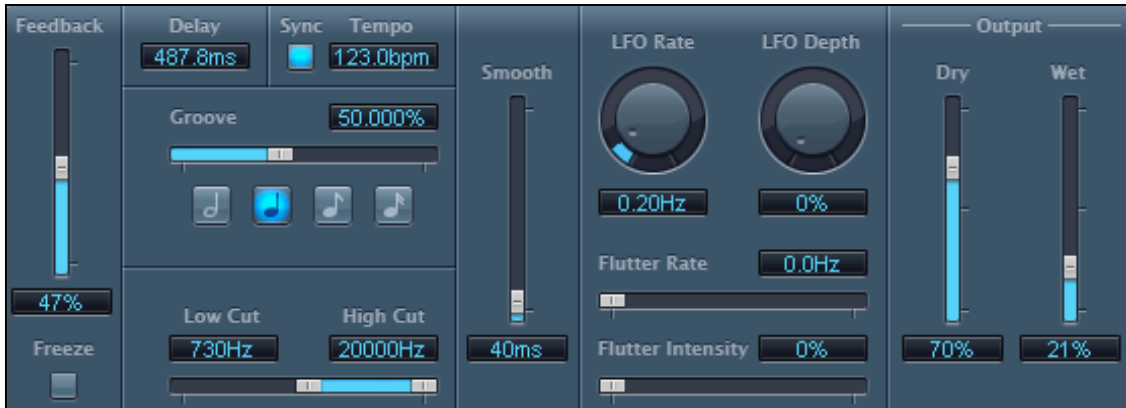 Feedback
47%
Freeze
Delay
487.8ms
Sync
Tempo
123.0bpm
Groove
50.000%
Low Cut
High Cut
730Hz
20000Hz
Smooth
40ms
LFO Rate
LFO Depth
0.20Hz
0%
Flutter Rate
0.0Hz
Flutter Intensity
0%
Output
Dry
Wet
70%
21%